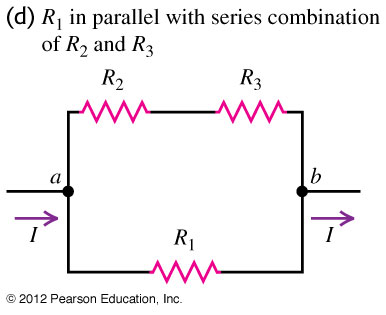 (d) R₁ in parallel with series combination
of R₂ and R₃
R₂ R₃
a b
I R₁ I
© 2012 Pearson Education, Inc.